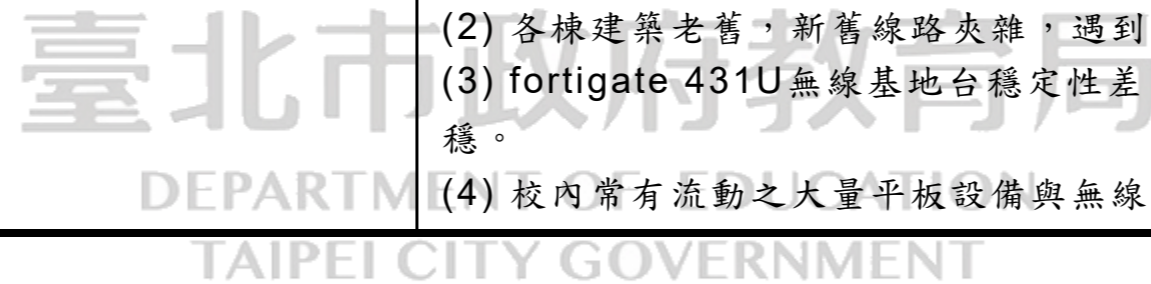 (2) 各棟建築老舊，新舊線路夾雜，遇到
(3) fortigate 431U無線基地台穩定性差
穩。
(4) 校內常有流動之大量平板設備與無線
臺北市政府教育局
DEPARTMENT OF EDUCATION
TAIPEI CITY GOVERNMENT